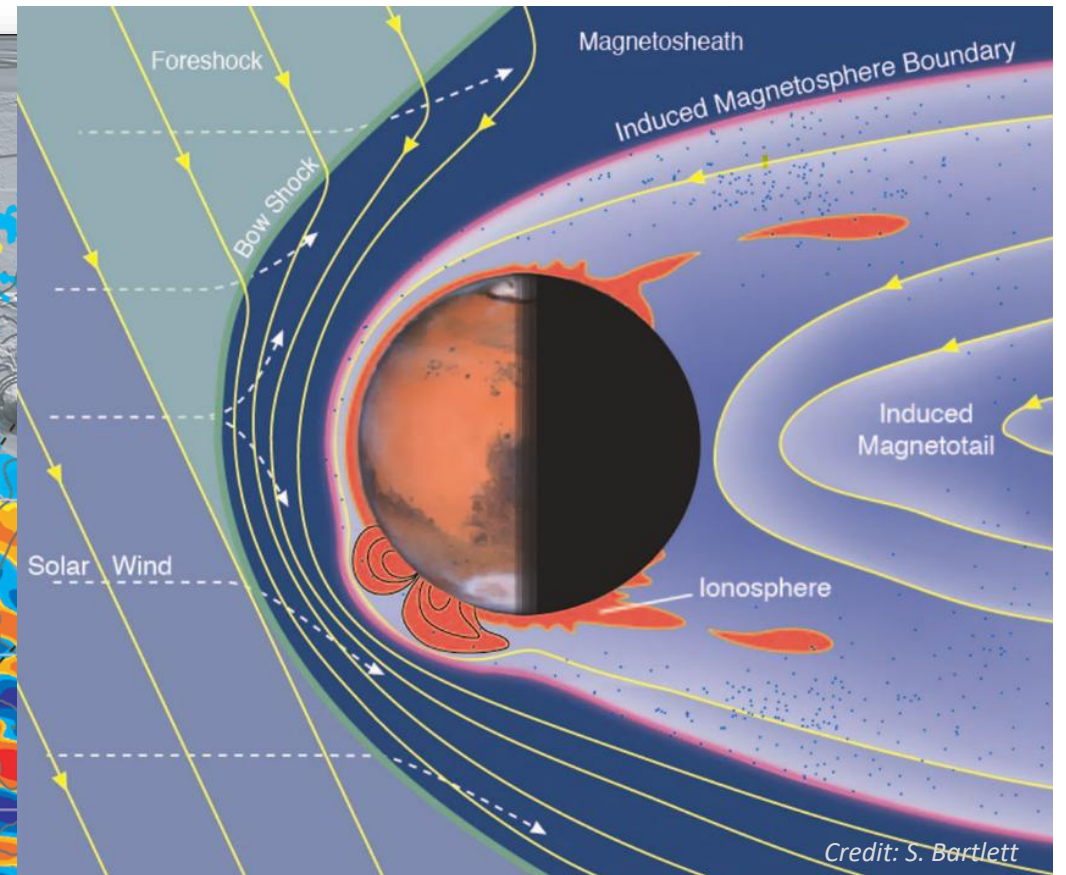 Foreshock
Magnetosheath
Induced Magnetosphere Boundary
Bow Shock
Induced
Magnetotail
Solar Wind
Ionosphere
Credit: S. Bartlett